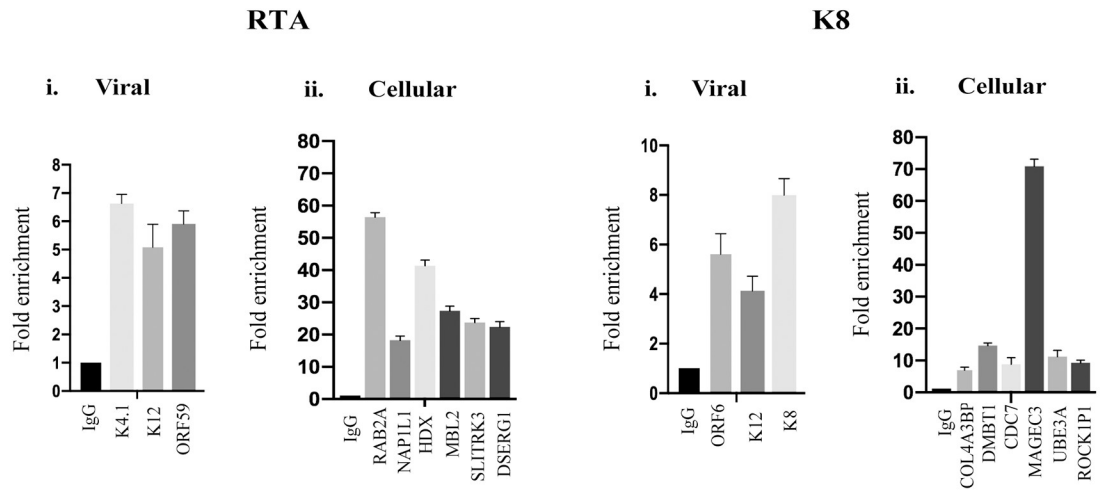 RTA
K8
i. Viral
ii. Cellular
i. Viral
ii. Cellular
Fold enrichment
8
7
6
5
4
3
2
1
0
IgG
K4.1
K12
ORF59
Fold enrichment
80
70
60
50
40
30
20
10
0
IgG
RAB2A
NAP1L1
HDX
MBL2
SLITRK3
DSERG1
Fold enrichment
10
8
6
4
2
0
IgG
ORF6
K12
K8
Fold enrichment
80
70
60
50
40
30
20
10
0
IgG
COL4A3BP
DMBT1
CDC7
MAGEC3
UBE3A
ROCK1P1